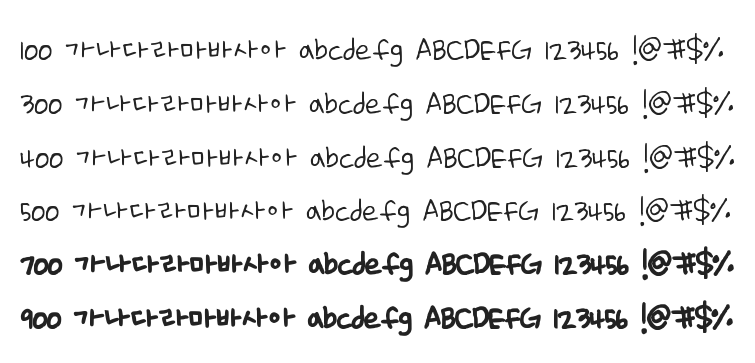 100 가나다라마바사아 abcdefg ABCDEFG 123456 !@#$%
300 가나다라마바사아 abcdefg ABCDEFG 123456 !@#$%
400 가나다라마바사아 abcdefg ABCDEFG 123456 !@#$%
500 가나다라마바사아 abcdefg ABCDEFG 123456 !@#$%
700 가나다라마바사아 abcdefg ABCDEFG 123456 !@#$%
900 가나다라마바사아 abcdefg ABCDEFG 123456 !@#$%